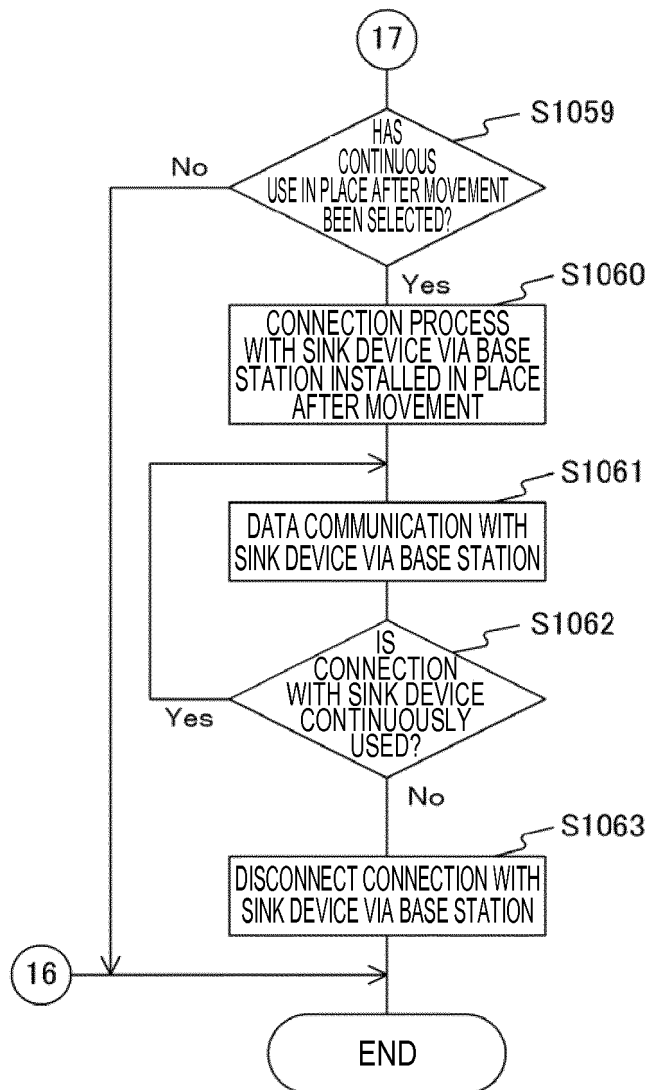 17
S1059
HAS
CONTINUOUS
USE IN PLACE AFTER MOVEMENT
BEEN SELECTED?
No
Yes
S1060
CONNECTION PROCESS
WITH SINK DEVICE VIA BASE
STATION INSTALLED IN PLACE
AFTER MOVEMENT
S1061
DATA COMMUNICATION WITH
SINK DEVICE VIA BASE STATION
S1062
IS
CONNECTION
WITH SINK DEVICE
CONTINUOUSLY
USED?
Yes
No
S1063
DISCONNECT CONNECTION WITH
SINK DEVICE VIA BASE STATION
16
END